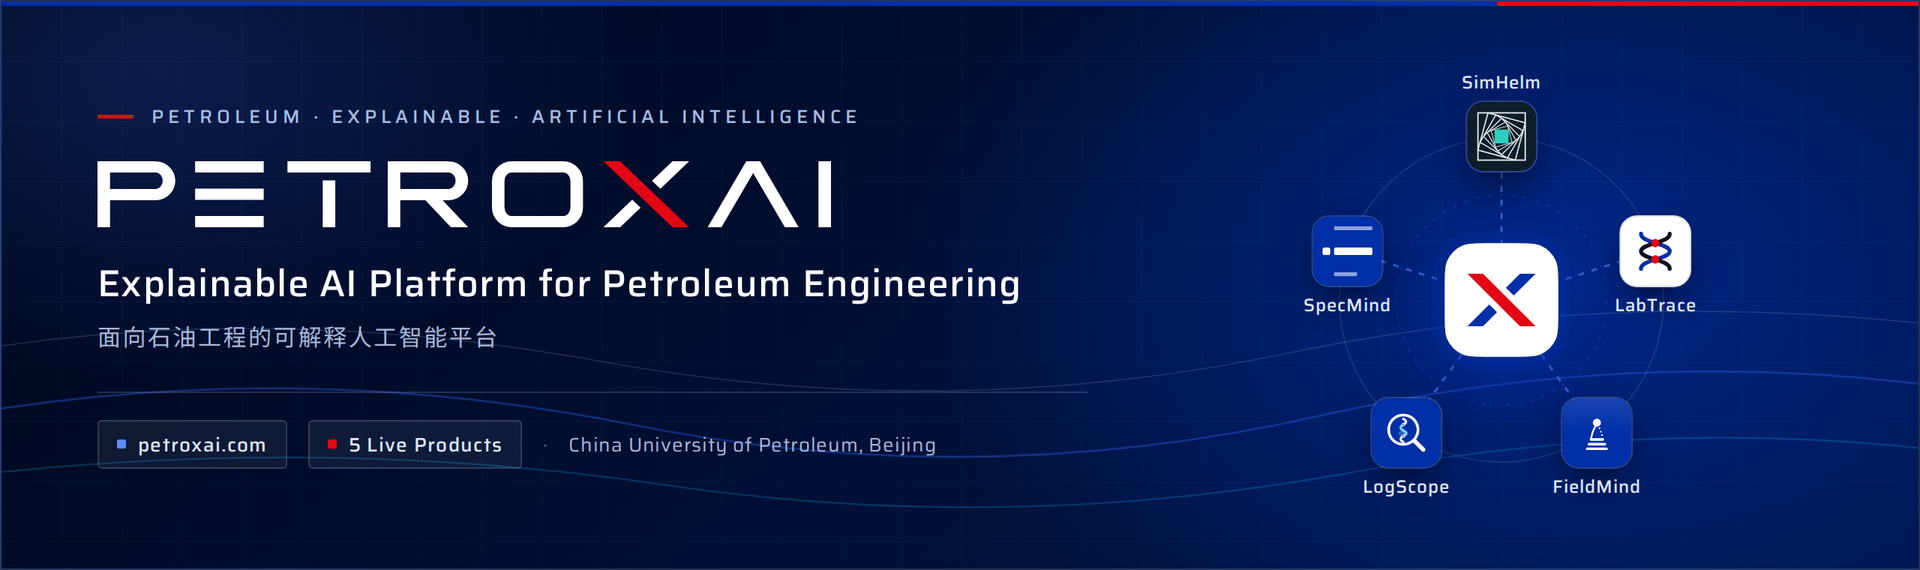 PETROLEUM · EXPLAINABLE · ARTIFICIAL INTELLIGENCE
PETROXAI
Explainable AI Platform for Petroleum Engineering
面向石油工程的可解释人工智能平台
petroxai.com
5 Live Products
· China University of Petroleum, Beijing
SimHelm
SpecMind
LabTrace
LogScope
FieldMind